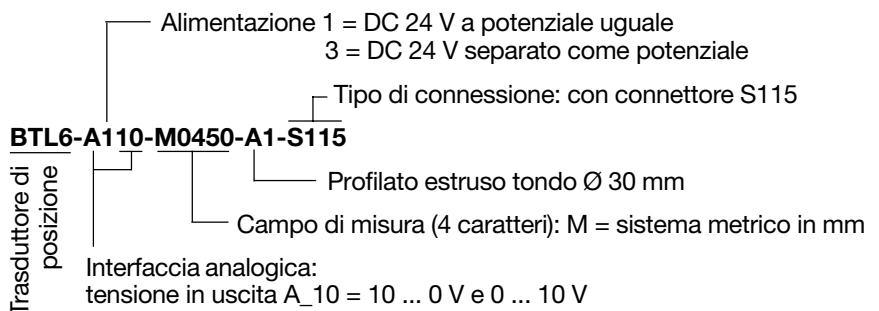 Alimentazione 1 = DC 24 V a potenziale uguale
3 = DC 24 V separato come potenziale
Tipo di connessione: con connettore S115
BTL6-A110-M0450-A1-S115
Trasduttore di
posizione
Profilato estruso tondo Ø 30 mm
Campo di misura (4 caratteri): M = sistema metrico in mm
Interfaccia analogica:
tensione in uscita A_10 = 10 ... 0 V e 0 ... 10 V